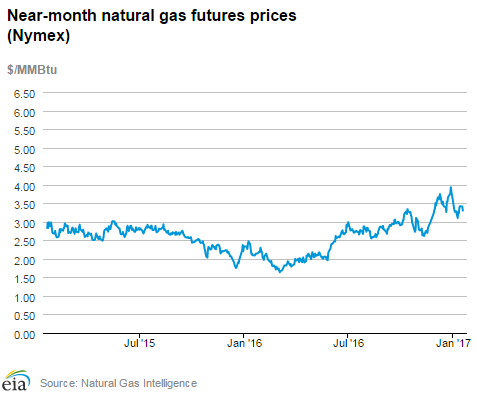 Near-month natural gas futures prices
(Nymex)
$/MMBtu
6.50
6.00
5.50
5.00
4.50
4.00
3.50
3.00
2.50
2.00
1.50
1.00
0.50
0.00
Jul '15
Jan '16
Jul '16
Jan '17
eia
Source: Natural Gas Intelligence